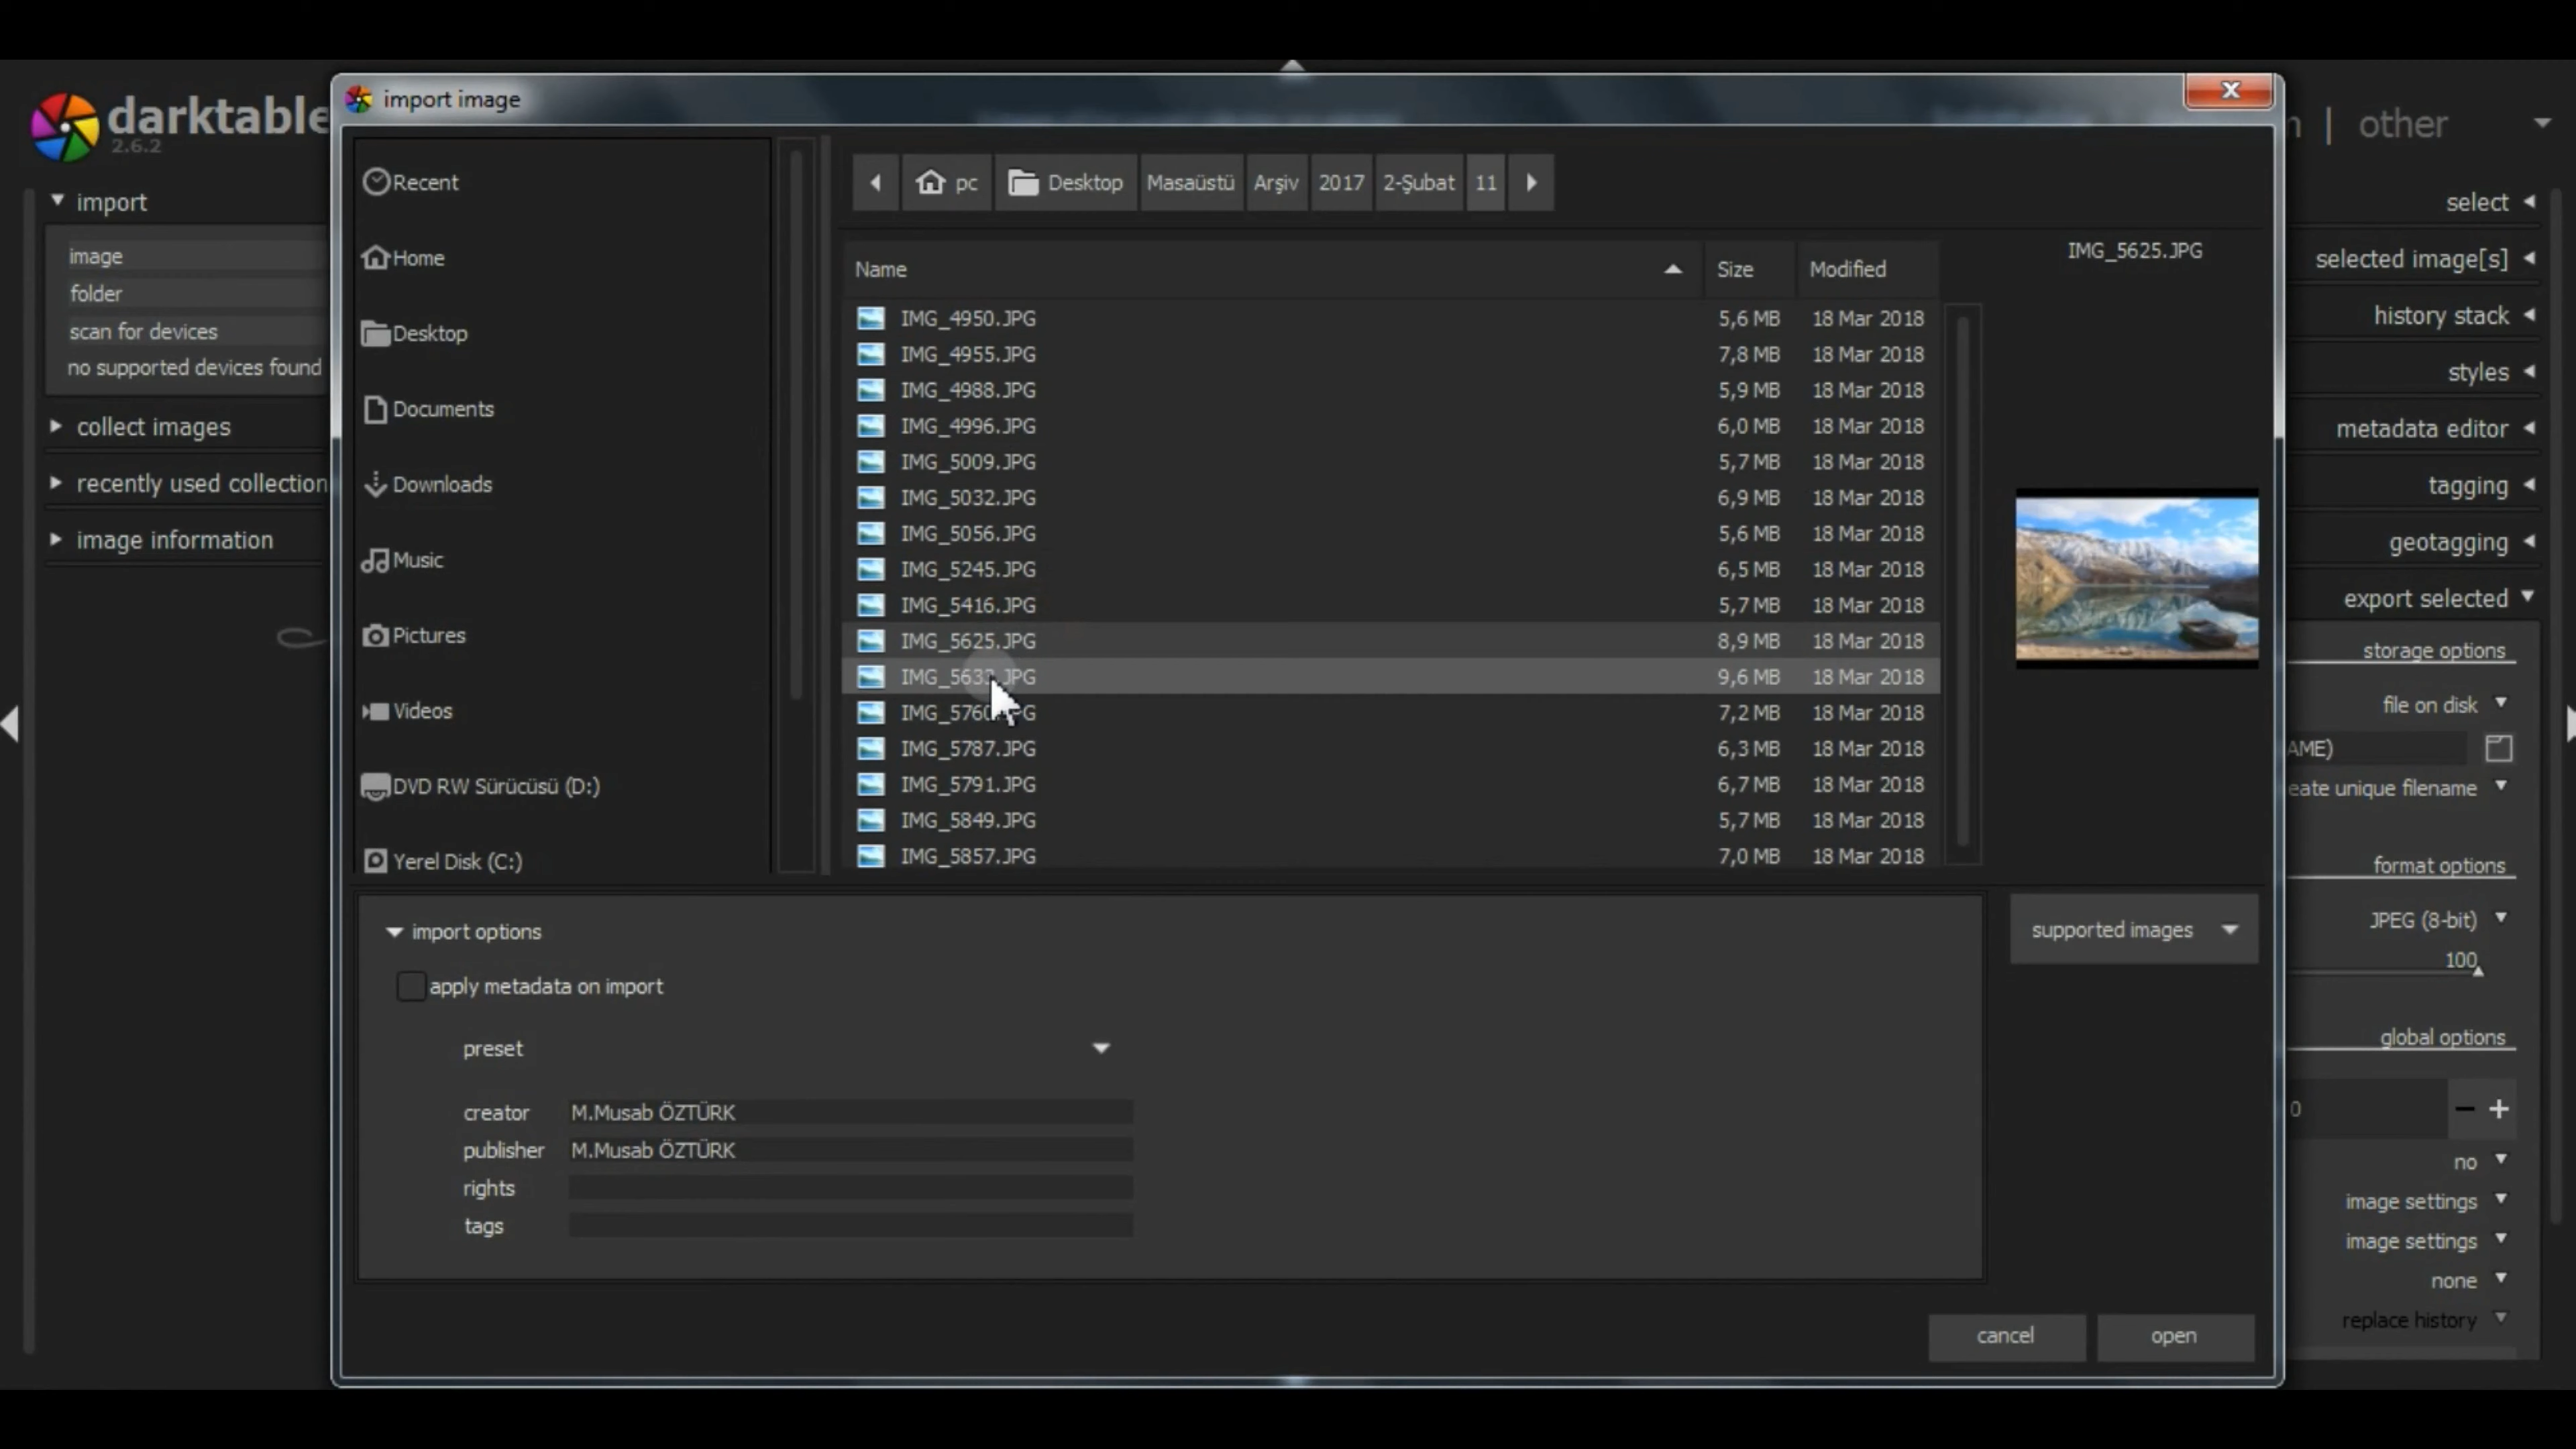 import image
darktable
2.6.2
other
import
image
folder
scan for devices
no supported devices found
collect images
recently used collection
image information
Recent
Home
Desktop
Documents
Downloads
Music
Pictures
Videos
DVD RW Sürücüsü (D:)
Yerel Disk (C:)
pc Desktop Masaüstü Arşiv 2017 2-Şubat 11
Name Size Modified
IMG_4950.JPG 5,6 MB 18 Mar 2018
IMG_4955.JPG 7,8 MB 18 Mar 2018
IMG_4988.JPG 5,9 MB 18 Mar 2018
IMG_4996.JPG 6,0 MB 18 Mar 2018
IMG_5009.JPG 5,7 MB 18 Mar 2018
IMG_5032.JPG 6,9 MB 18 Mar 2018
IMG_5056.JPG 5,6 MB 18 Mar 2018
IMG_5245.JPG 6,5 MB 18 Mar 2018
IMG_5416.JPG 5,7 MB 18 Mar 2018
IMG_5625.JPG 8,9 MB 18 Mar 2018
IMG_5633.JPG 9,6 MB 18 Mar 2018
IMG_5760.JPG 7,2 MB 18 Mar 2018
IMG_5787.JPG 6,3 MB 18 Mar 2018
IMG_5791.JPG 6,7 MB 18 Mar 2018
IMG_5849.JPG 5,7 MB 18 Mar 2018
IMG_5857.JPG 7,0 MB 18 Mar 2018
IMG_5625.JPG
import options
apply metadata on import
preset
creator M.Musab ÖZTÜRK
publisher M.Musab ÖZTÜRK
rights
tags
supported images
cancel open
select
selected image[s]
history stack
styles
metadata editor
tagging
geotagging
export selected
storage options
file on disk
AME)
eate unique filename
format options
JPEG (8-bit)
100
global options
0
no
image settings
image settings
none
replace history